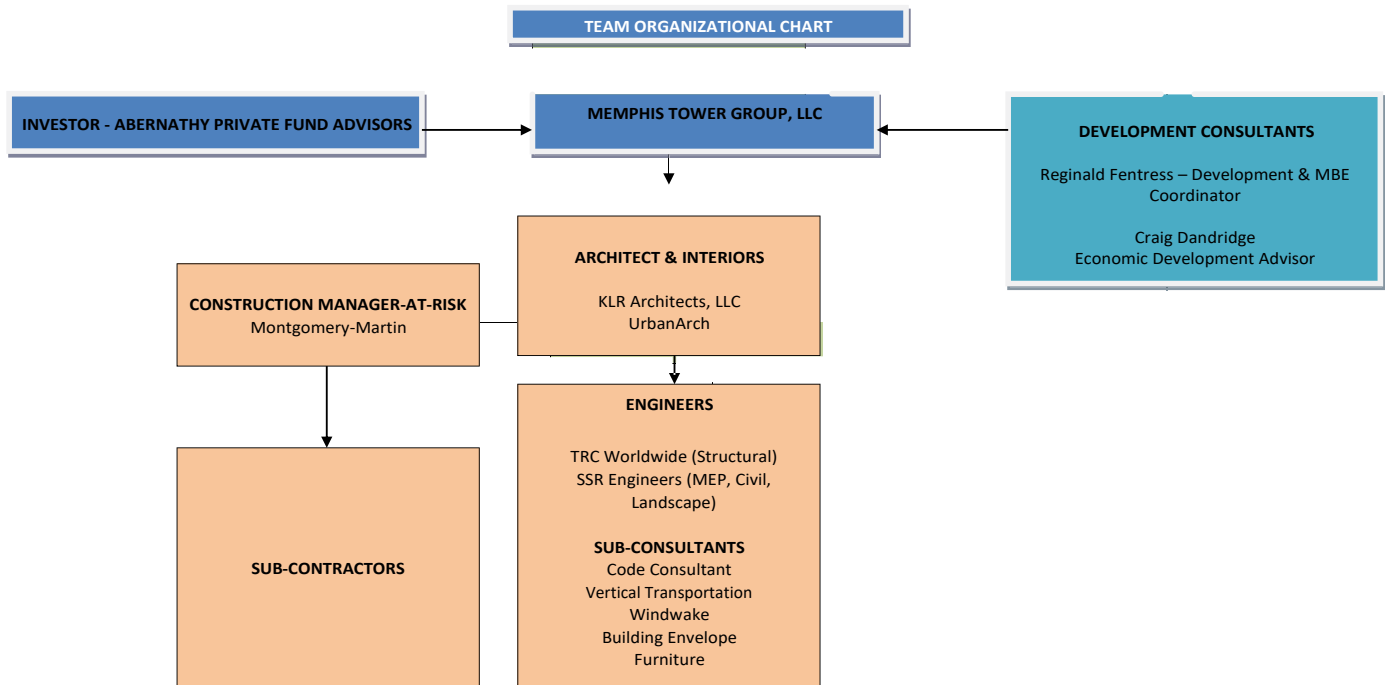 TEAM ORGANIZATIONAL CHART
INVESTOR - ABERNATHY PRIVATE FUND ADVISORS
MEMPHIS TOWER GROUP, LLC
DEVELOPMENT CONSULTANTS
Reginald Fentress – Development & MBE
Coordinator
Craig Dandridge
Economic Development Advisor
ARCHITECT & INTERIORS
KLR Architects, LLC
UrbanArch
CONSTRUCTION MANAGER-AT-RISK
Montgomery-Martin
ENGINEERS
TRC Worldwide (Structural)
SSR Engineers (MEP, Civil,
Landscape)
SUB-CONSULTANTS
Code Consultant
Vertical Transportation
Windwake
Building Envelope
Furniture
SUB-CONTRACTORS